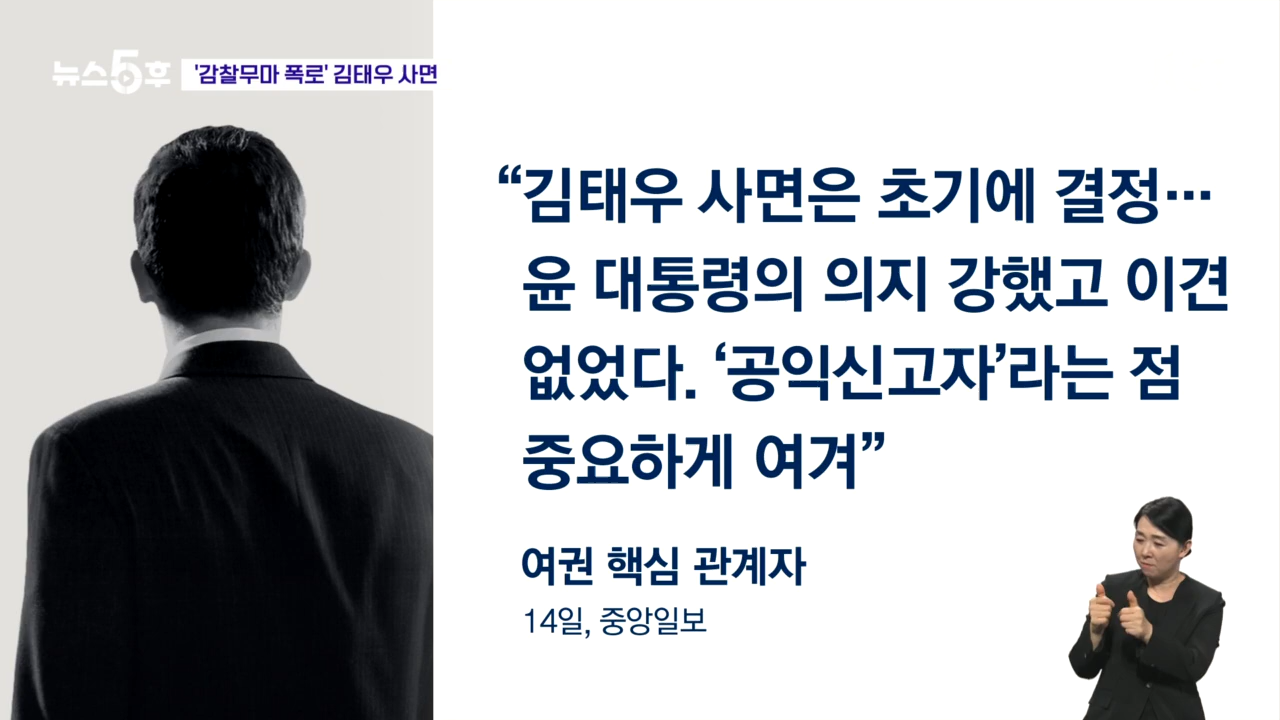 뉴스5후 '감찰무마 폭로' 김태우 사면
“김태우 사면은 초기에 결정…
윤 대통령의 의지 강했고 이견
없었다. ‘공익신고자’라는 점
중요하게 여겨”
여권 핵심 관계자
14일, 중앙일보